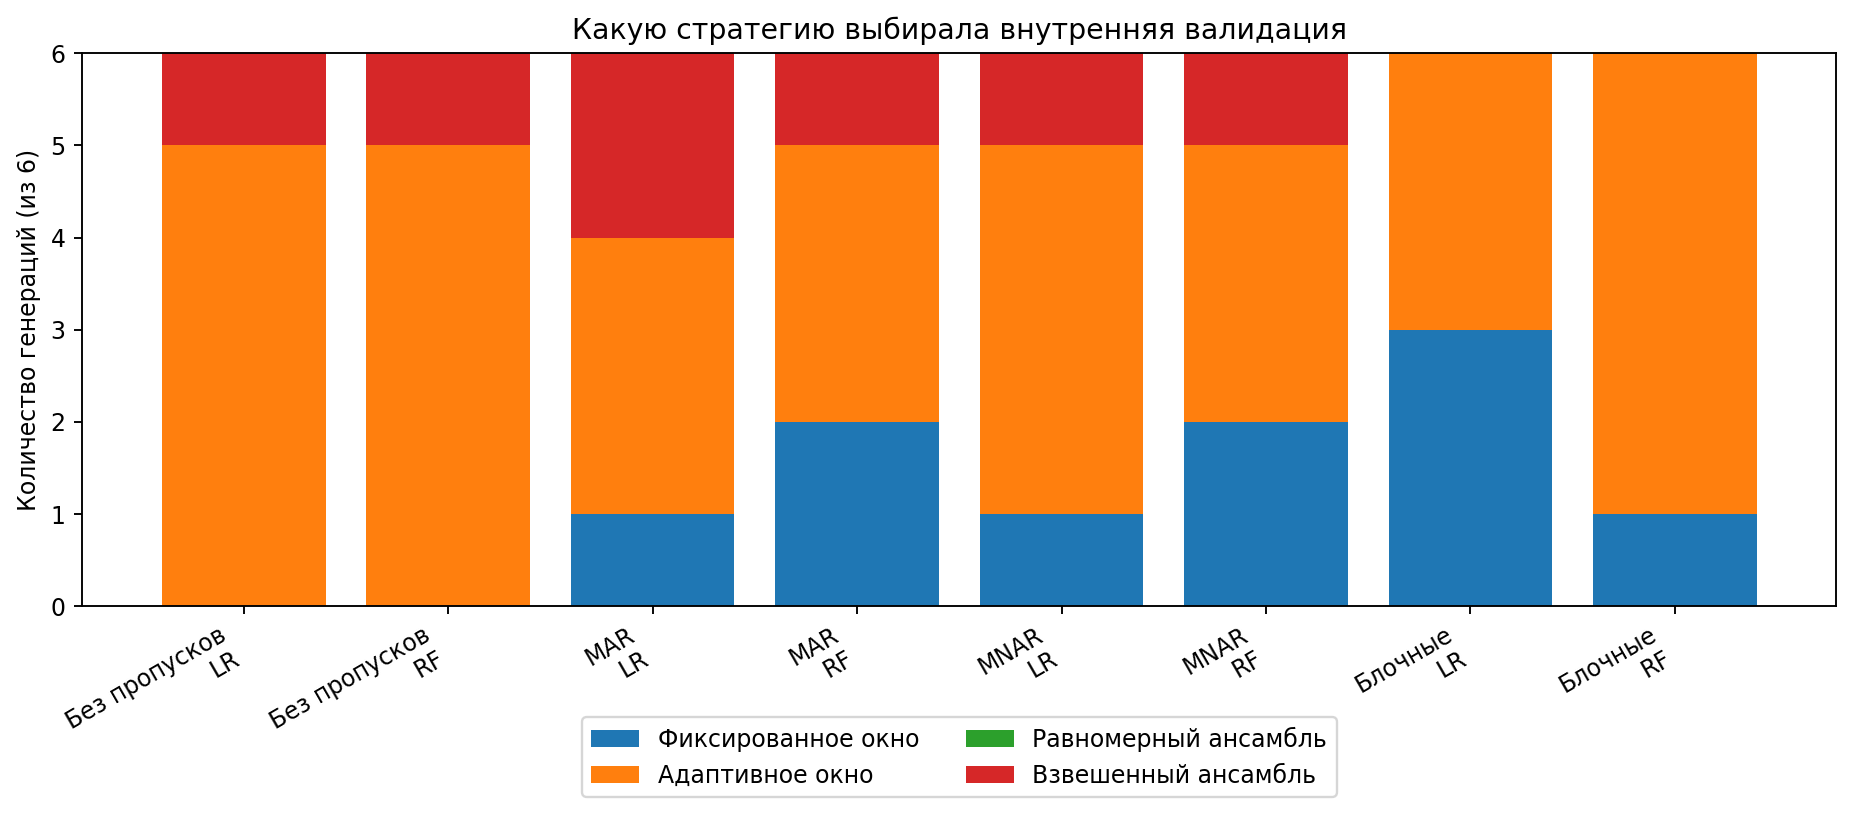 Какую стратегию выбирала внутренняя валидация
Количество генераций (из 6)
6
5
4
3
2
1
0
Без пропусков
LR
Без пропусков
RF
MAR
LR
MAR
RF
MNAR
LR
MNAR
RF
Блочные
LR
Блочные
RF
Фиксированное окно
Адаптивное окно
Равномерный ансамбль
Взвешенный ансамбль